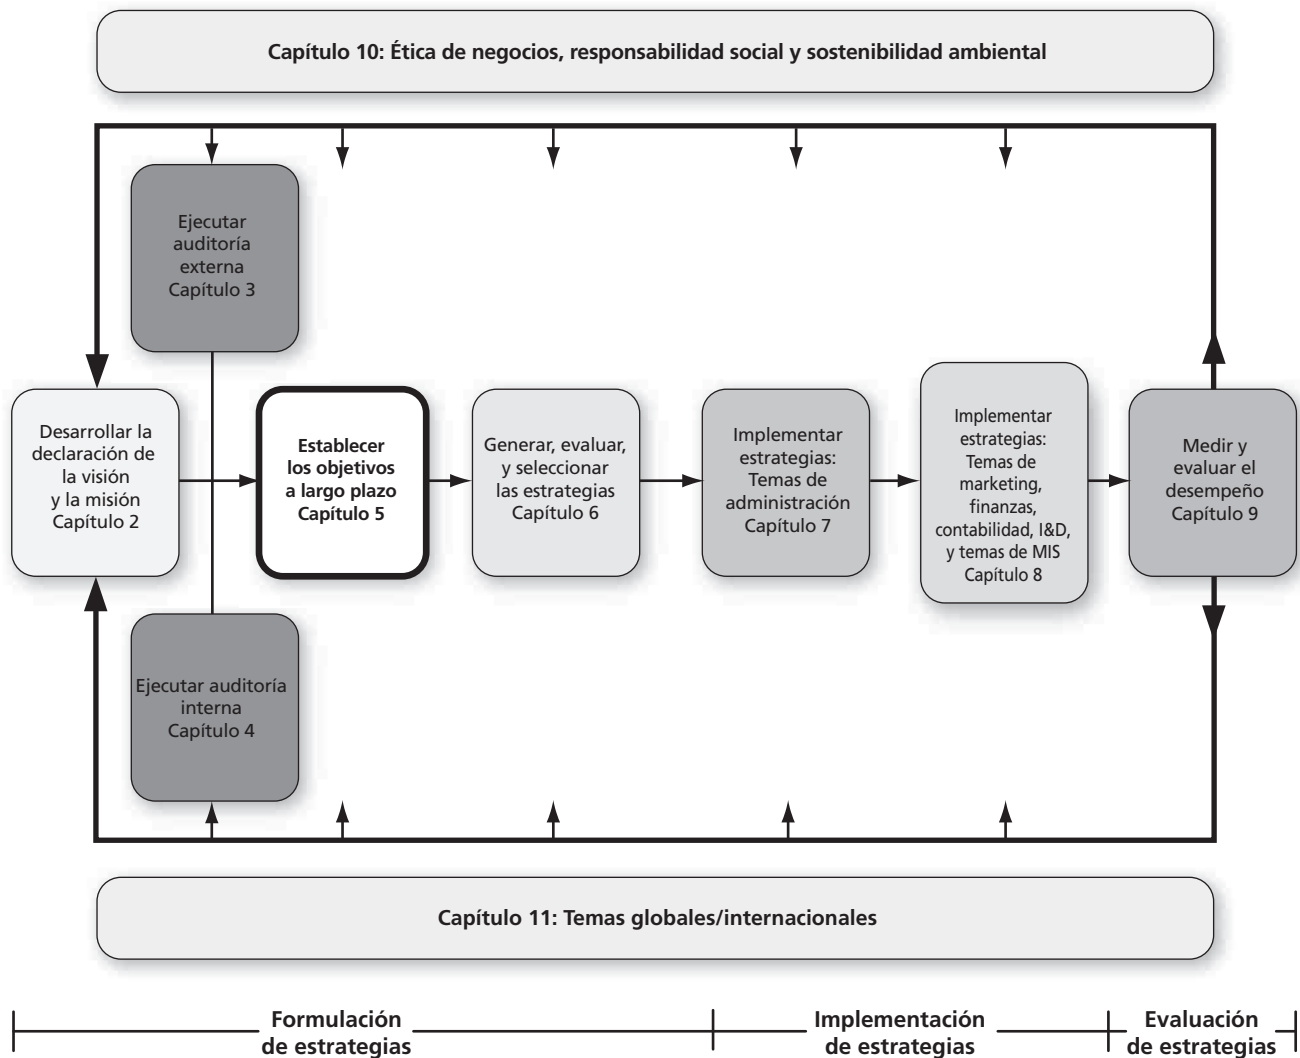 Capítulo 10: Ética de negocios, responsabilidad social y sostenibilidad ambiental
Ejecutar
auditoría
externa
Capítulo 3
Desarrollar la
declaración de
la visión
y la misión
Capítulo 2
Establecer
los objetivos
a largo plazo
Capítulo 5
Generar, evaluar,
y seleccionar
las estrategias
Capítulo 6
Implementar
estrategias:
Temas de
administración
Capítulo 7
Implementar
estrategias:
Temas de
marketing,
finanzas,
contabilidad, I&D,
y temas de MIS
Capítulo 8
Medir y
evaluar el
desempeño
Capítulo 9
Ejecutar auditoría
interna
Capítulo 4
Capítulo 11: Temas globales/internacionales
Formulación
de estrategias
Implementación
de estrategias
Evaluación
de estrategias